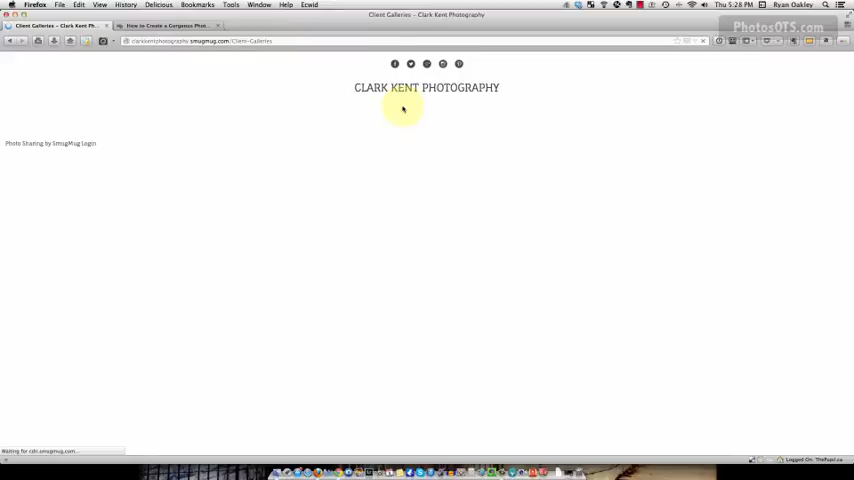 Firefox File Edit View History Delicious Bookmarks Tools Window Help Ecwid Thu 5:28 PM Ryan Oakley
Client Galleries – Clark Kent Photography
PhotosOTS.com
Client Galleries – Clark Kent Ph... How to Create a Gorgeous Phot...
clarkkentphotography.smugmug.com/Client-Galleries
CLARK KENT PHOTOGRAPHY
Photo Sharing by SmugMug Login
Waiting for cdn.smugmug.com...